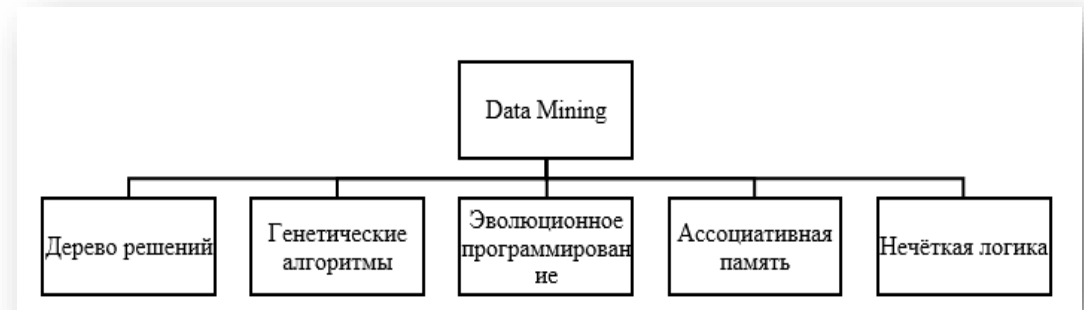 Data Mining
Дерево решений
Генетические
алгоритмы
Эволюционное
программирован
ие
Ассоциативная
память
Нечёткая логика